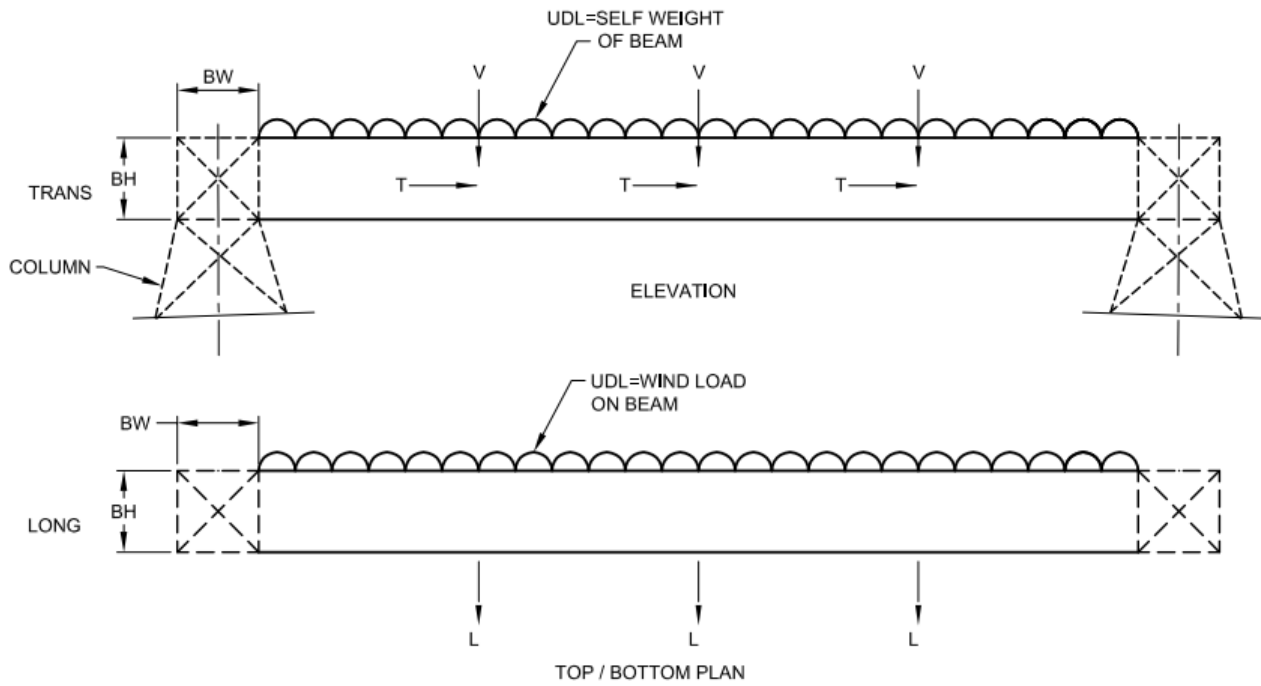 UDL=SELF WEIGHT
OF BEAM
BW
V
V
V
BH
TRANS
T
T
T
COLUMN
ELEVATION
UDL=WIND LOAD
ON BEAM
BW
BH
LONG
L
L
L
TOP / BOTTOM PLAN